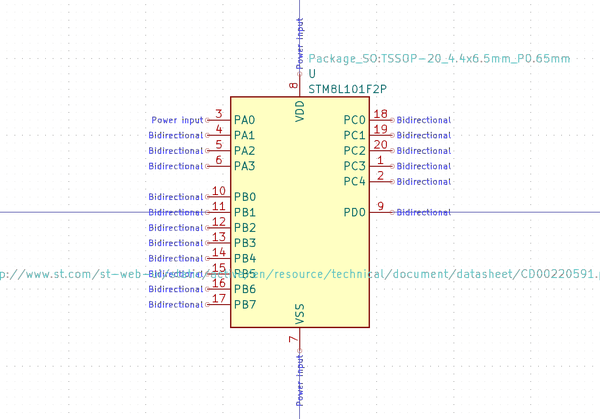 Power input
Package_SO:TSSOP-20_4.4x6.5mm_P0.65mm
U
STM8L101F2P
8
VDD
Power input 3 PA0
Bidirectional 4 PA1
Bidirectional 5 PA2
Bidirectional 6 PA3
Bidirectional 10 PB0
Bidirectional 11 PB1
Bidirectional 12 PB2
Bidirectional 13 PB3
Bidirectional 14 PB4
Bidirectional 15 PB5
Bidirectional 16 PB6
Bidirectional 17 PB7
PC0 18 Bidirectional
PC1 19 Bidirectional
PC2 20 Bidirectional
PC3 1 Bidirectional
PC4 2 Bidirectional
PD0 9 Bidirectional
p://www.st.com/st-web- /en/resource/technical/document/datasheet/CD00220591.p
VSS
7
Power input